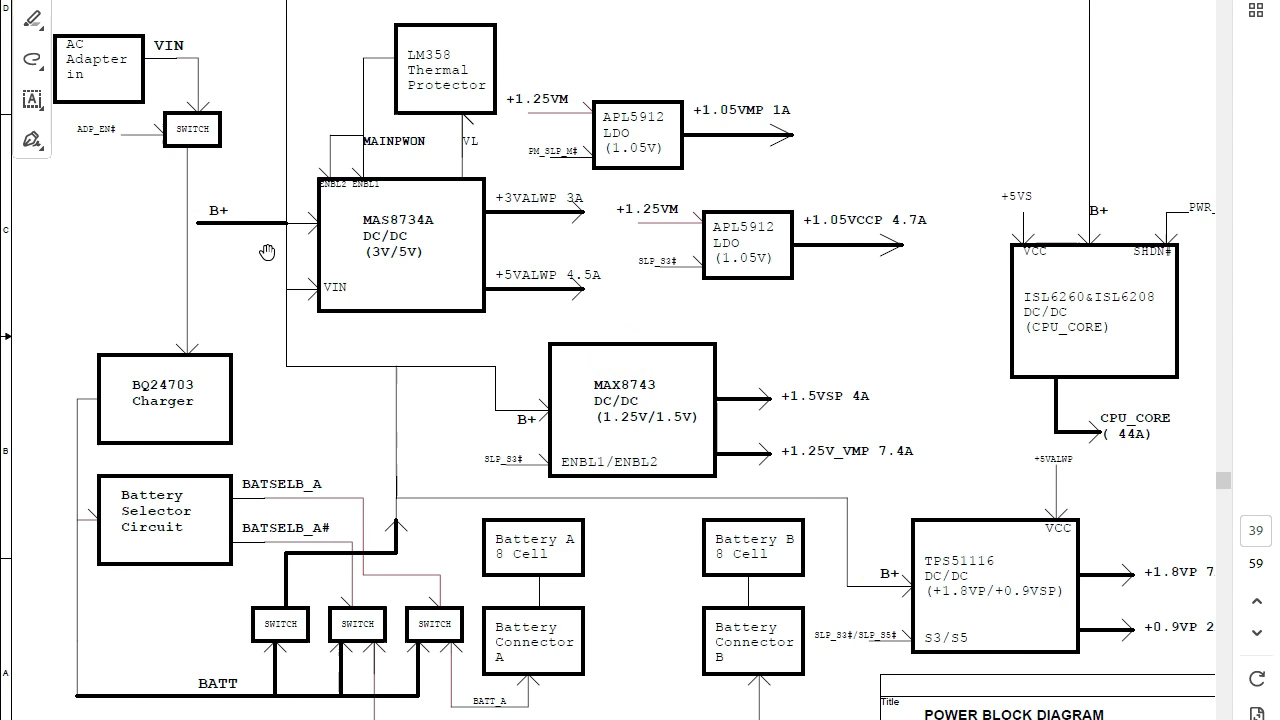 D
AC
Adapter
in
VIN
ADP_EN#
SWITCH
LM358
Thermal
Protector
MAINPWON
VL
+1.25VM
PM_SLP_M#
APL5912
LDO
(1.05V)
+1.05VMP 1A
C
B+
ENBL2 ENBL1
MAS8734A
DC/DC
(3V/5V)
VIN
+3VALWP 3A
+5VALWP 4.5A
+1.25VM
SLP_S3#
APL5912
LDO
(1.05V)
+1.05VCCP 4.7A
+5VS
B+
PWR_
VCC
SHDN#
ISL6260&ISL6208
DC/DC
(CPU_CORE)
CPU_CORE
( 44A)
BQ24703
Charger
B+
SLP_S3#
MAX8743
DC/DC
(1.25V/1.5V)
ENBL1/ENBL2
+1.5VSP 4A
+1.25V_VMP 7.4A
B
Battery
Selector
Circuit
BATSELB_A
BATSELB_A#
SWITCH
SWITCH
SWITCH
BATT
Battery A
8 Cell
Battery
Connector
A
BATT_A
Battery B
8 Cell
Battery
Connector
B
+5VALWP
VCC
B+
SLP_S3#/SLP_S5#
TPS51116
DC/DC
(+1.8VP/+0.9VSP)
S3/S5
+1.8VP 7
+0.9VP 2
A
Title
POWER BLOCK DIAGRAM
39
59